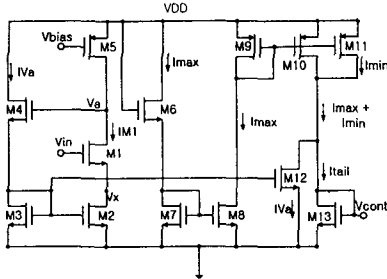 VDD
Vbias
M5
M9
M10
M11
IVa
Imax
Imin
M4
Va
M6
IM1
Imax
Imax + Imin
Vin
M1
M12
Itail
Vx
IVa
Vcont
M3
M2
M7
M8
M13